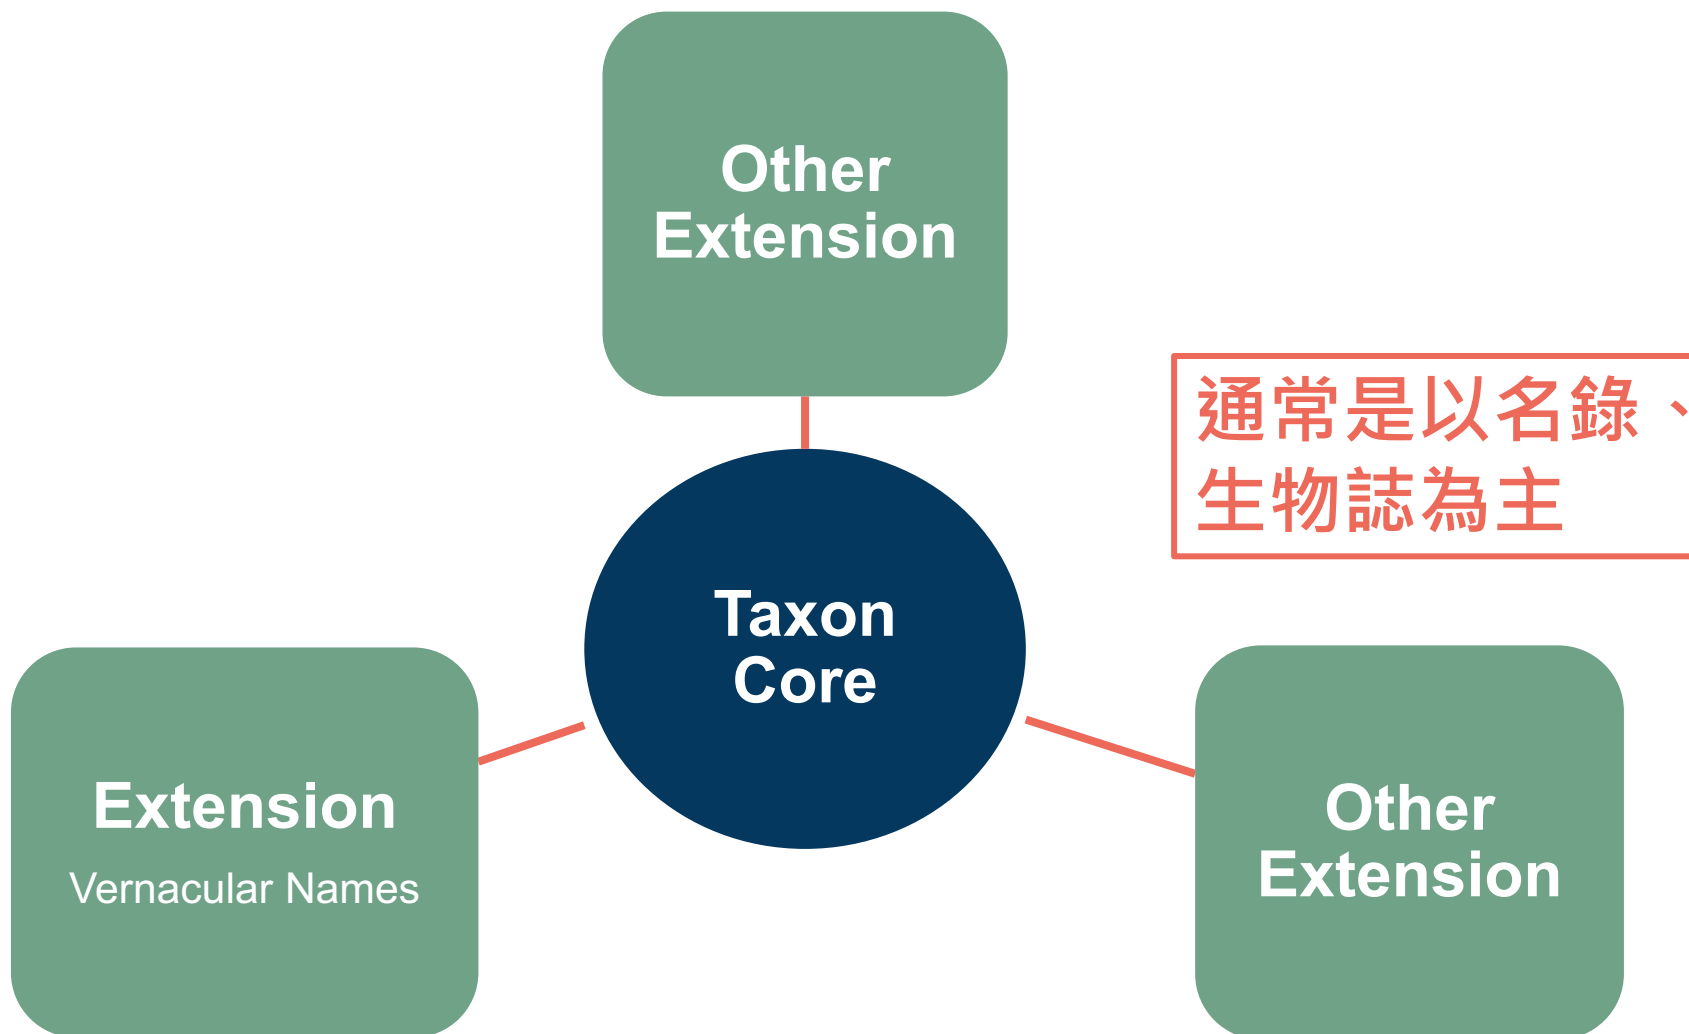 Other
Extension
通常是以名錄、
生物誌為主
Taxon
Core
Extension
Vernacular Names
Other
Extension